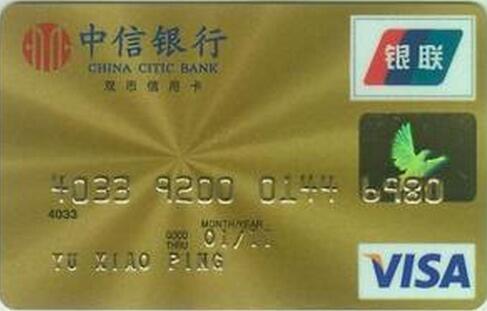 中信银行
CHINA CITIC BANK
双币信用卡
银联
4033 9200 0144 6980
4033
MONTH/YEAR
GOOD THRU 01/11
YU XIAO PING
VISA